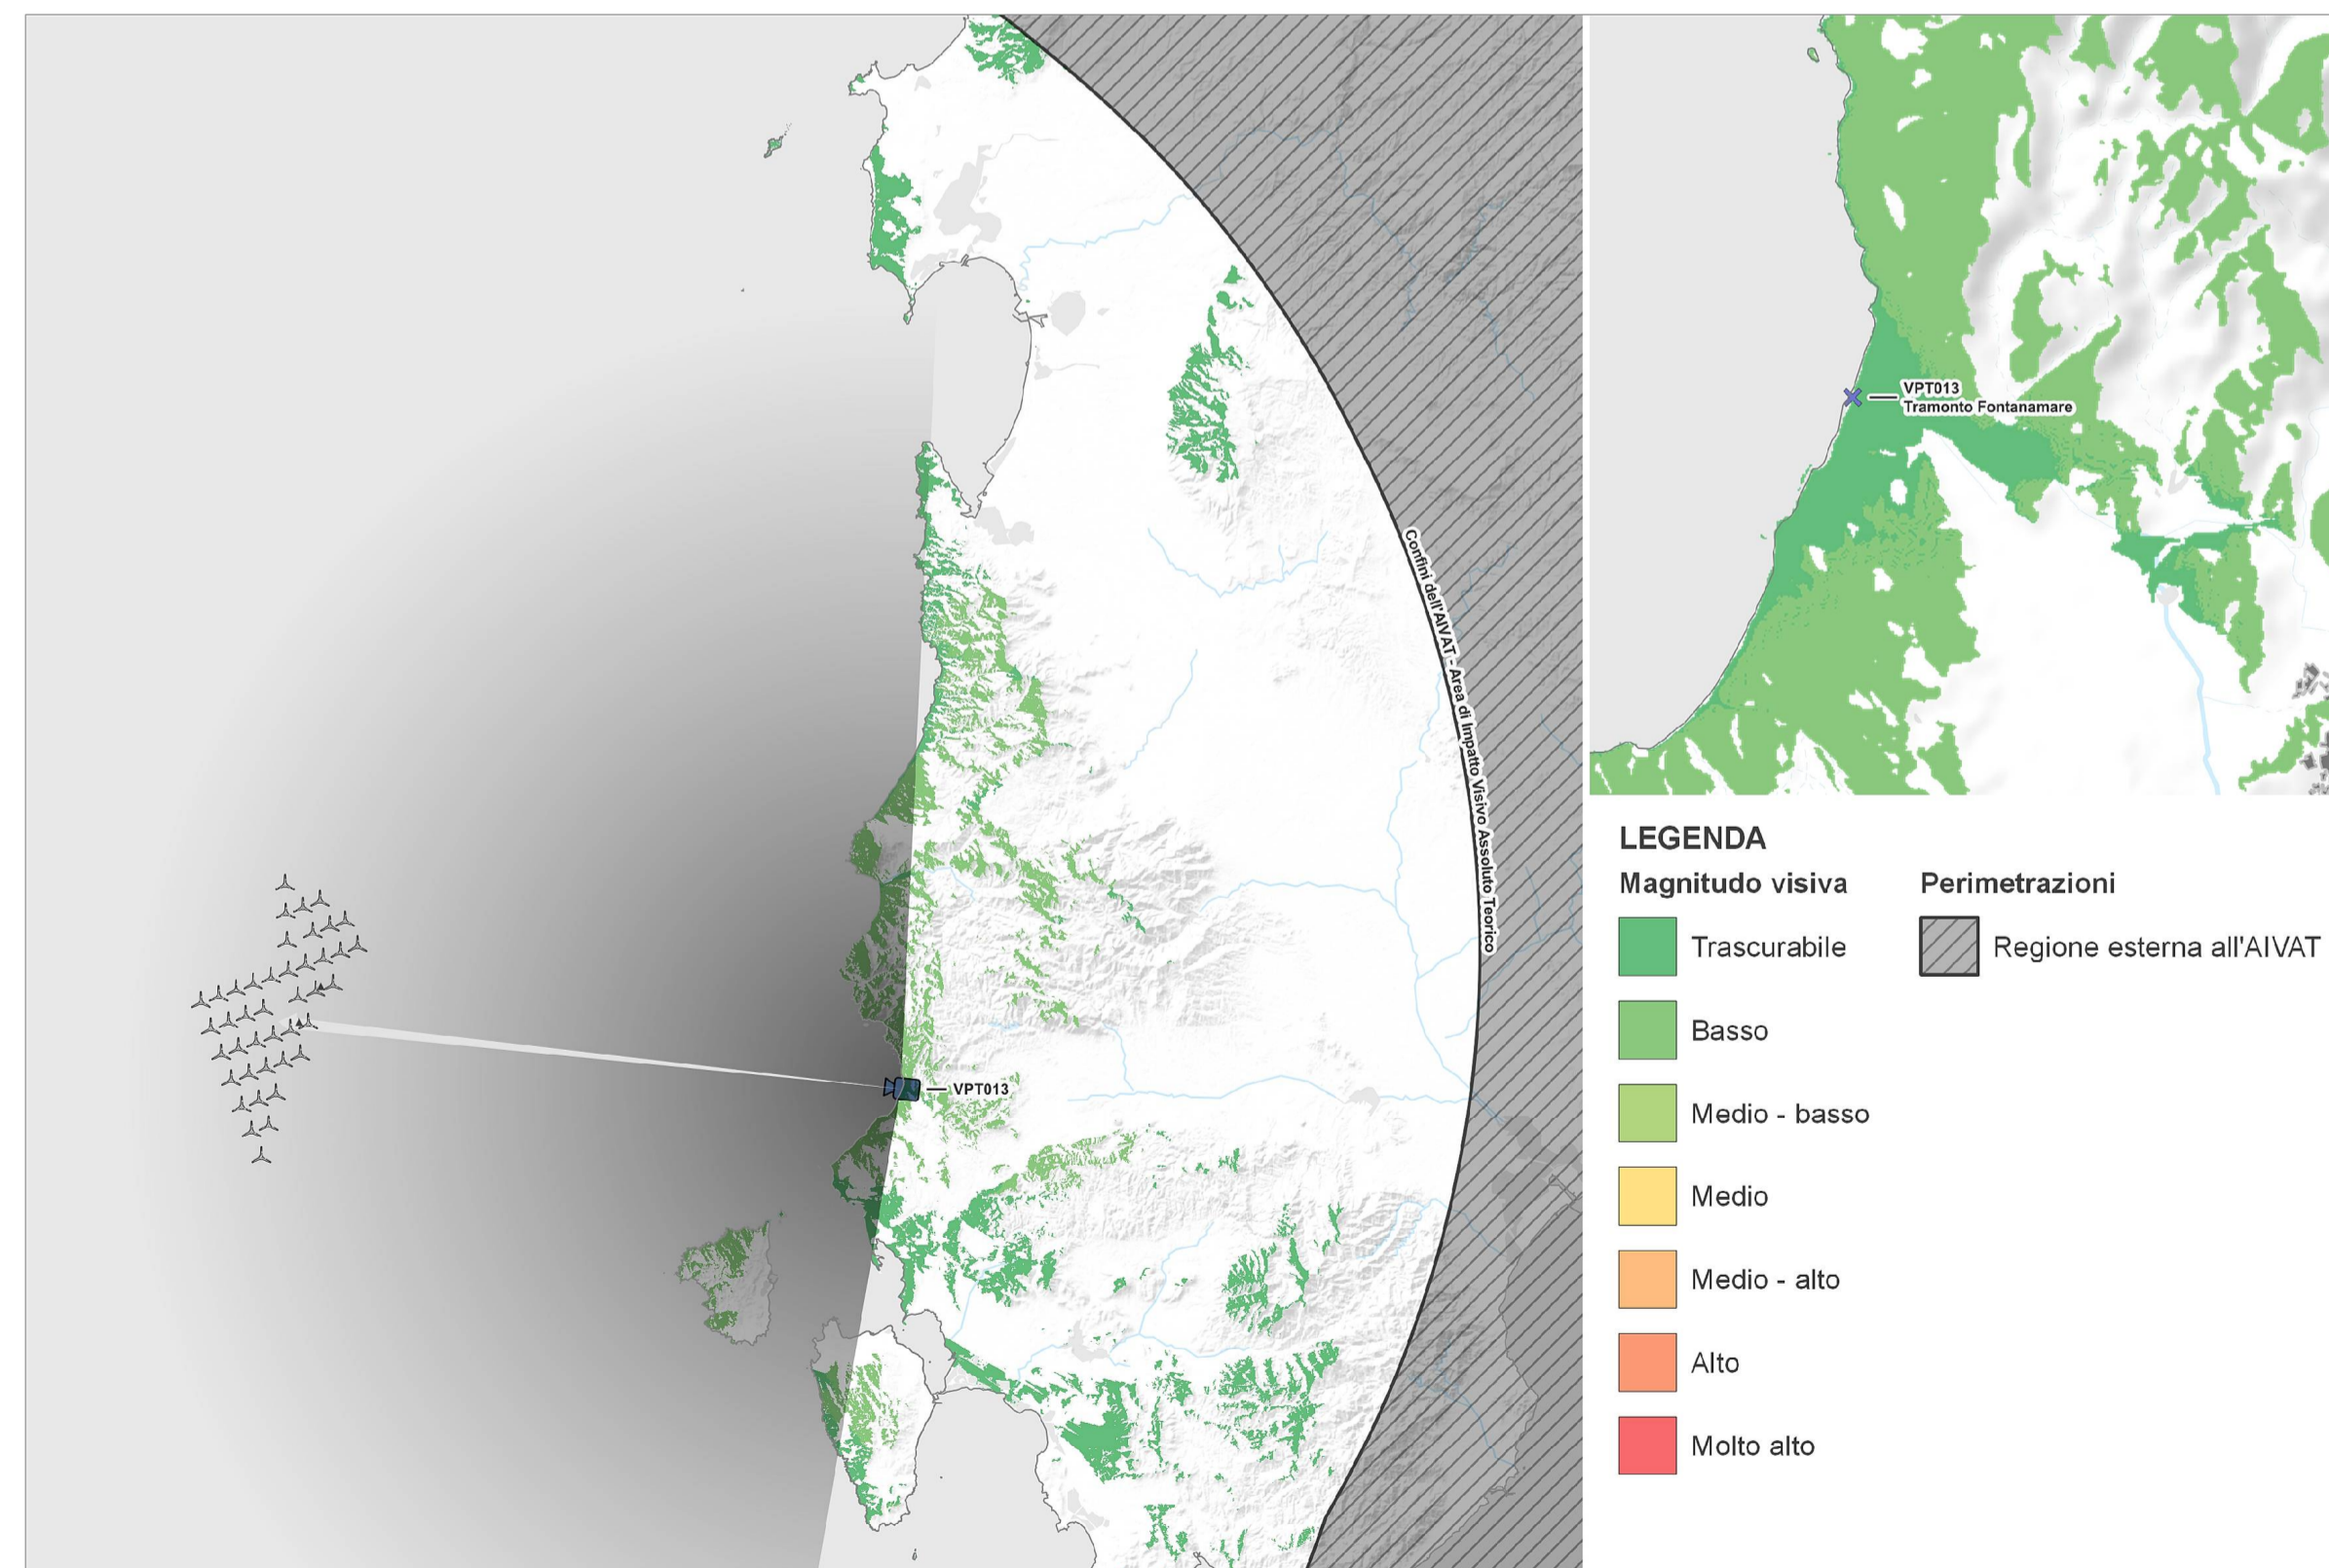 VPT013
Tramonto Fontanamare
Confini dell'AIVAT - Area di Impatto Visivo Assoluto Teorico
VPT013
LEGENDA
Magnitudo visiva
Trascurabile
Basso
Medio - basso
Medio
Medio - alto
Alto
Molto alto
Perimetrazioni
Regione esterna all'AIVAT